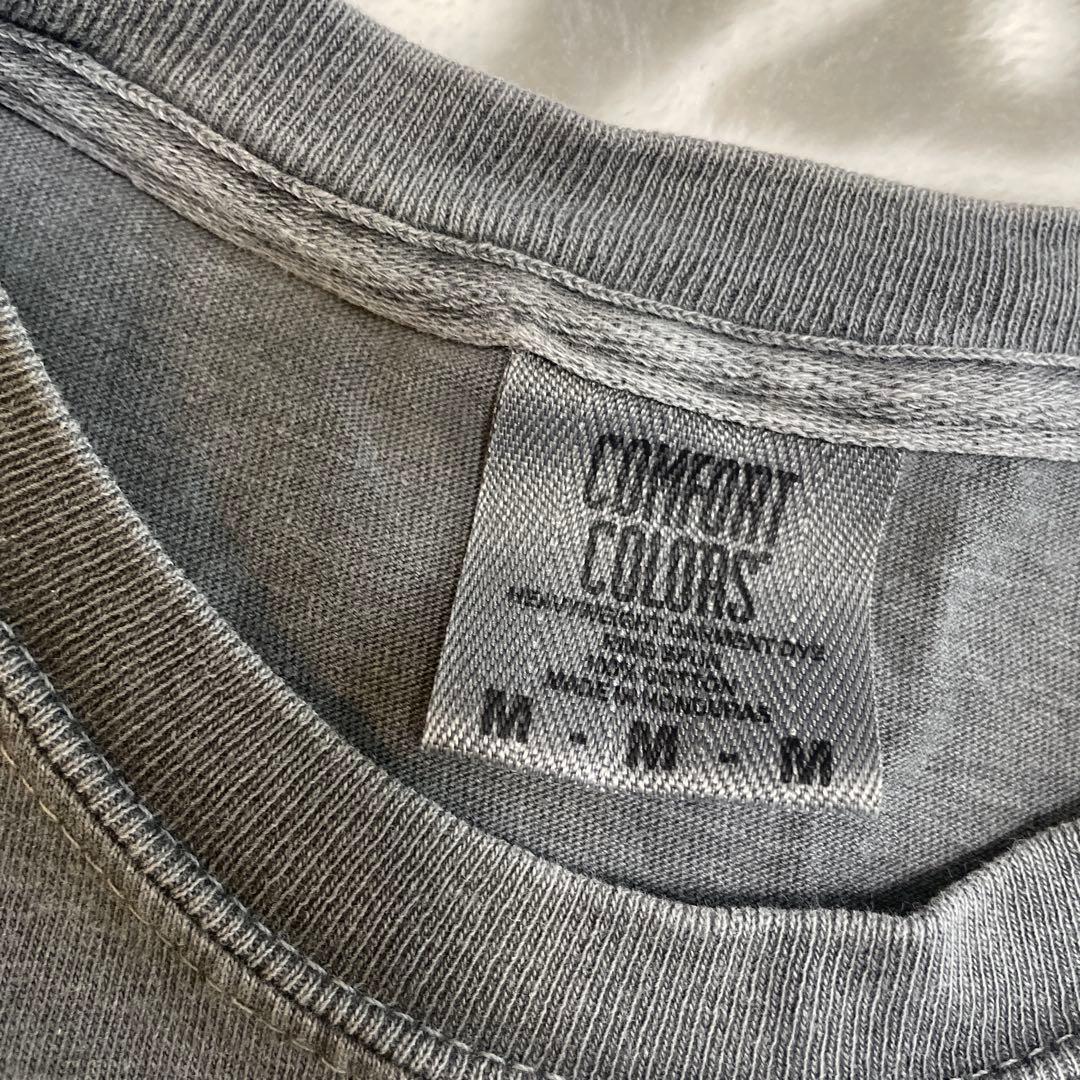 COMFORT
COLORS
HEAVYWEIGHT GARMENT DYE
RING SPUN
100% COTTON
MADE IN HONDURAS
M - M - M